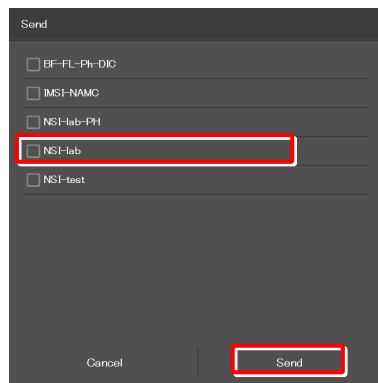 Send
BF-FL-Ph-DIC
IMSI-NAMC
NSI-lab-PH
NSI-lab
NSI-test
Cancel Send